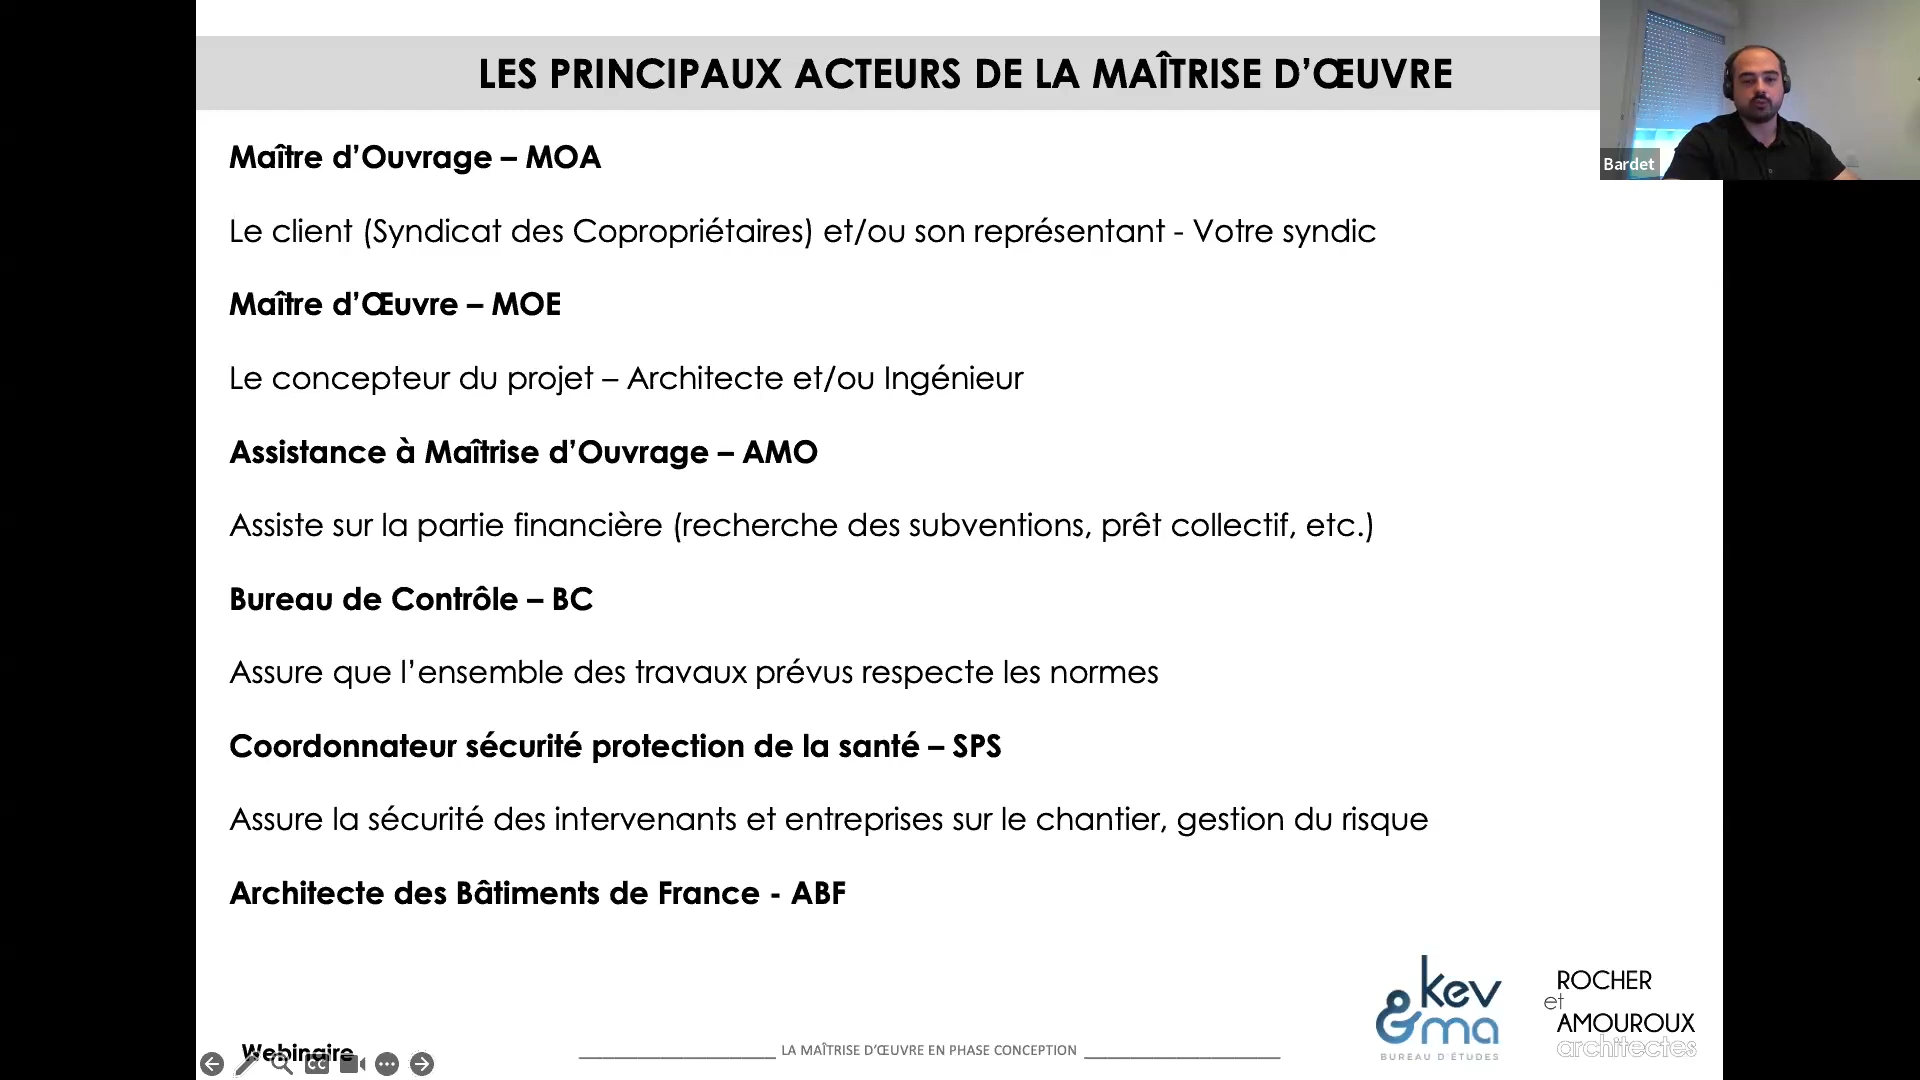 LES PRINCIPAUX ACTEURS DE LA MAÎTRISE D’ŒUVRE
Bardet
Maître d’Ouvrage – MOA
Le client (Syndicat des Copropriétaires) et/ou son représentant - Votre syndic
Maître d’Œuvre – MOE
Le concepteur du projet – Architecte et/ou Ingénieur
Assistance à Maîtrise d’Ouvrage – AMO
Assiste sur la partie financière (recherche des subventions, prêt collectif, etc.)
Bureau de Contrôle – BC
Assure que l’ensemble des travaux prévus respecte les normes
Coordonnateur sécurité protection de la santé – SPS
Assure la sécurité des intervenants et entreprises sur le chantier, gestion du risque
Architecte des Bâtiments de France - ABF
kev
&ma
BUREAU D'ÉTUDES
ROCHER
et
AMOUROUX
architectes
Webinaire
LA MAÎTRISE D’ŒUVRE EN PHASE CONCEPTION
CC